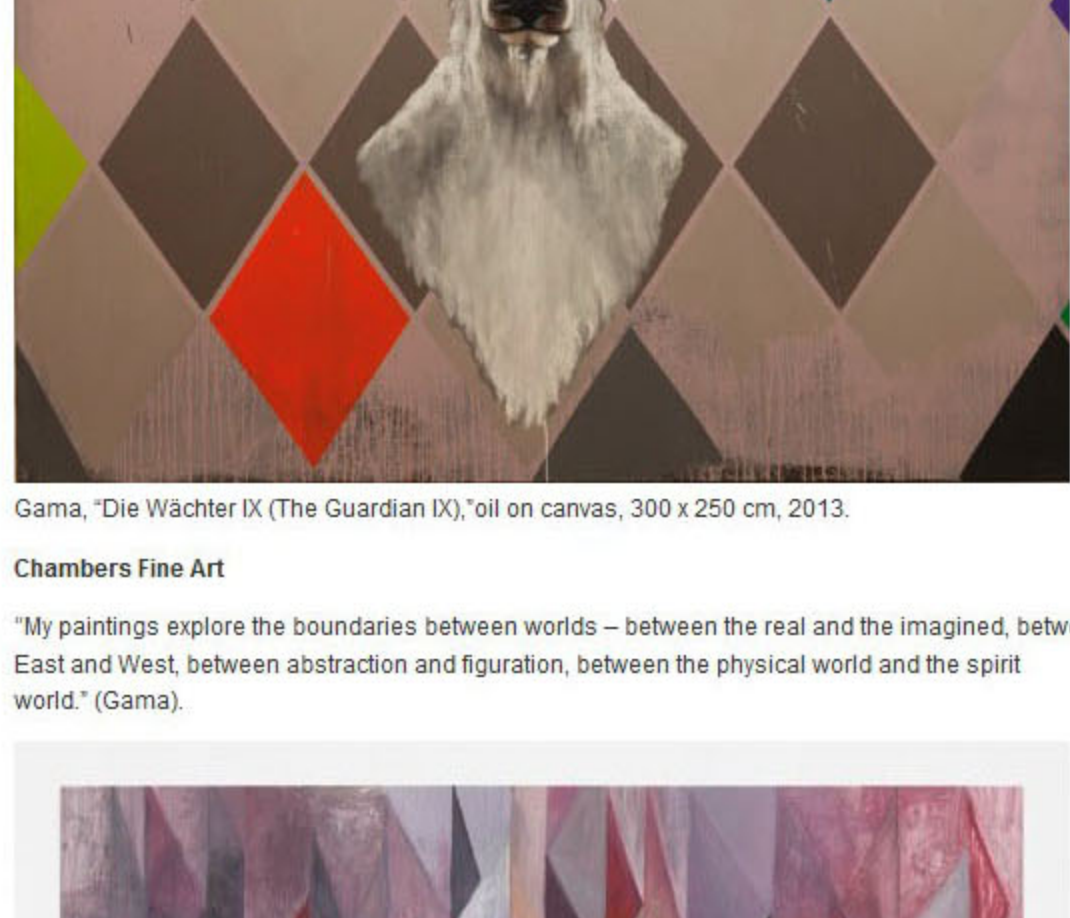 Gama, “Die Wächter IX (The Guardian IX),”oil on canvas, 300 x 250 cm, 2013.
Chambers Fine Art
“My paintings explore the boundaries between worlds – between the real and the imagined,
East and West, between abstraction and figuration, between the physical world and the spirit
world.” (Gama).